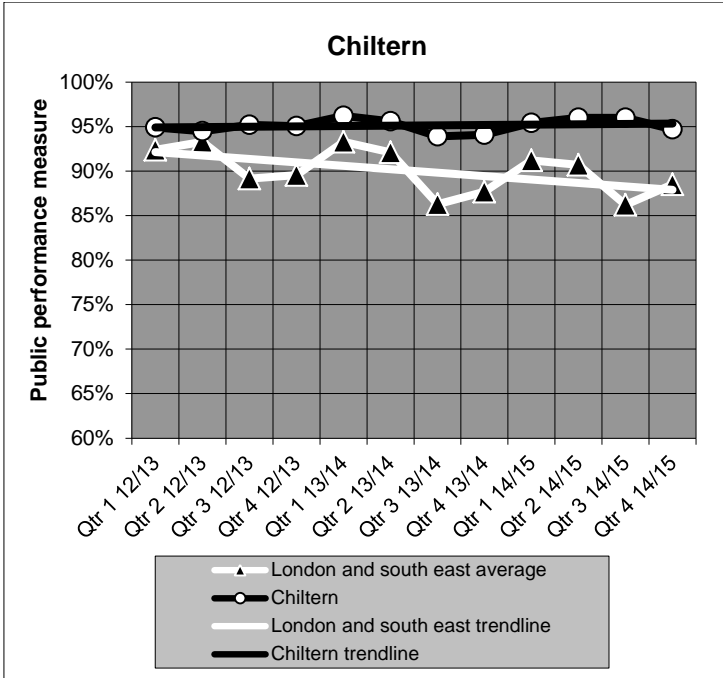 Chiltern
Public performance measure
100%
95%
90%
85%
80%
75%
70%
65%
60%
Qtr 1 12/13
Qtr 2 12/13
Qtr 3 12/13
Qtr 4 12/13
Qtr 1 13/14
Qtr 2 13/14
Qtr 3 13/14
Qtr 4 13/14
Qtr 1 14/15
Qtr 2 14/15
Qtr 3 14/15
Qtr 4 14/15
London and south east average
Chiltern
London and south east trendline
Chiltern trendline